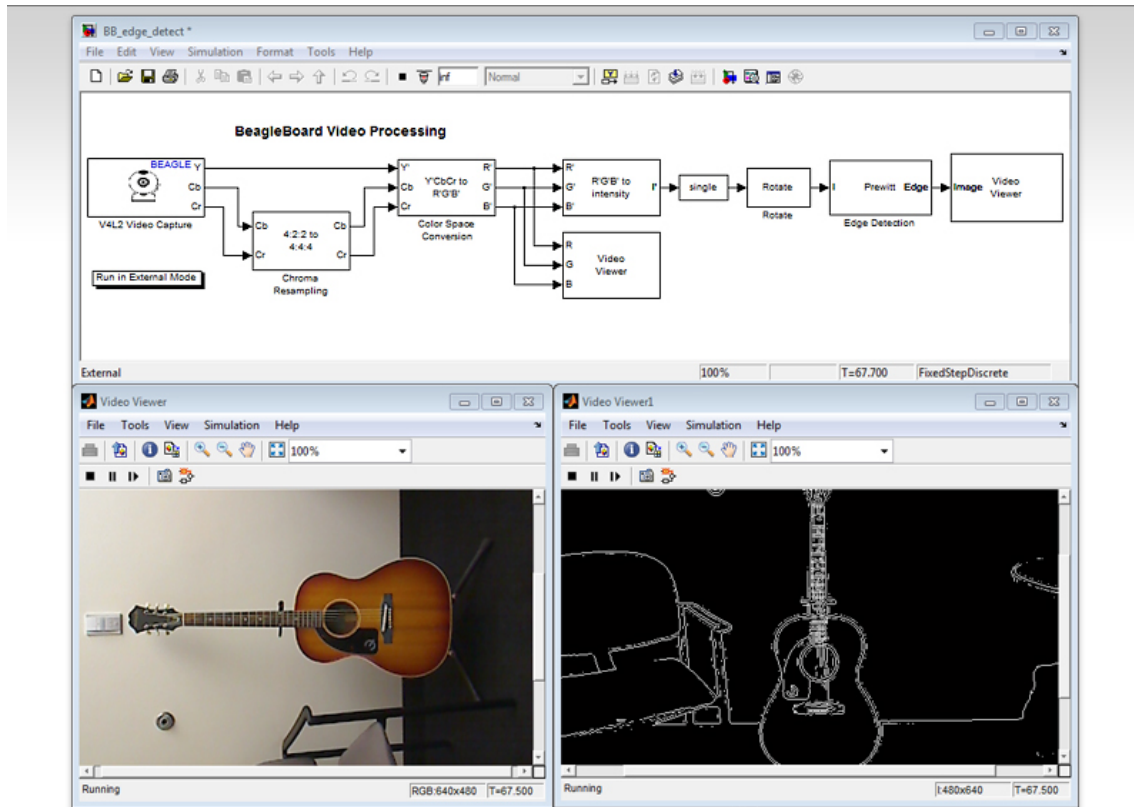 BB_edge_detect *
File Edit View Simulation Format Tools Help
inf Normal
BeagleBoard Video Processing
BEAGLE Y
Cb
Cr
V4L2 Video Capture
Run in External Mode
Cb Cb
4:2:2 to
4:4:4
Cr Cr
Chroma
Resampling
Y' R'
Y'CbCr to
Cb G'
R'G'B'
Cr B'
Color Space
Conversion
R'
R'G'B' to
G' I'
intensity
B'
R
Video
G
Viewer
B
single
Rotate
Rotate
I Prewitt Edge
Edge Detection
Video
Image
Viewer
External 100% T=67.700 FixedStepDiscrete
Video Viewer
File Tools View Simulation Help
100%
Running RGB:640x480 T=67.500
Video Viewer1
File Tools View Simulation Help
100%
Running I:480x640 T=67.500